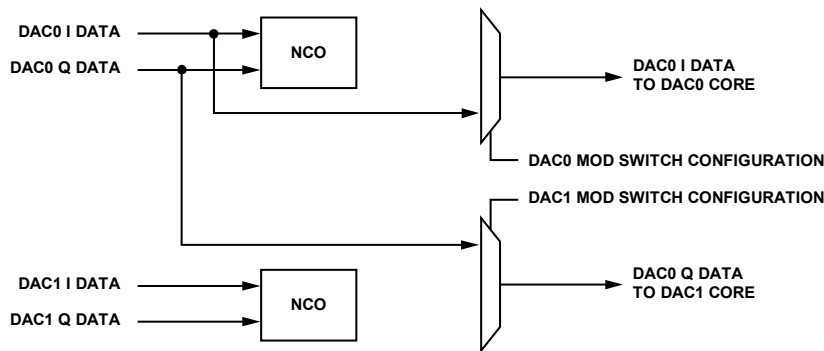 DAC0 I DATA
DAC0 Q DATA
NCO
DAC0 I DATA
TO DAC0 CORE
DAC0 MOD SWITCH CONFIGURATION
DAC1 MOD SWITCH CONFIGURATION
DAC1 I DATA
DAC1 Q DATA
NCO
DAC0 Q DATA
TO DAC1 CORE